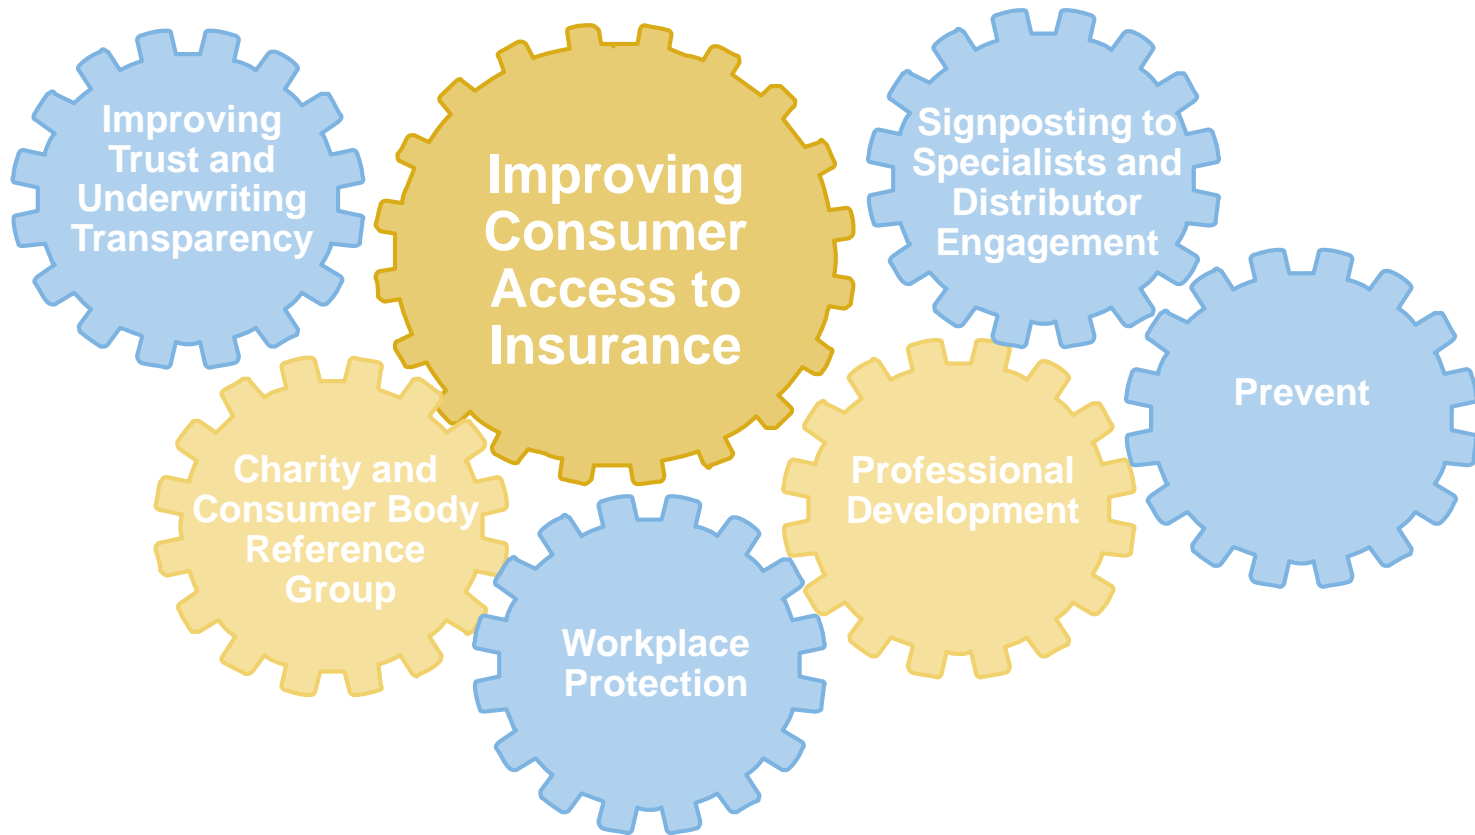 Improving
Trust and
Underwriting
Transparency
Improving
Consumer
Access to
Insurance
Signposting to
Specialists and
Distributor
Engagement
Prevent
Charity and
Consumer Body
Reference
Group
Professional
Development
Workplace
Protection